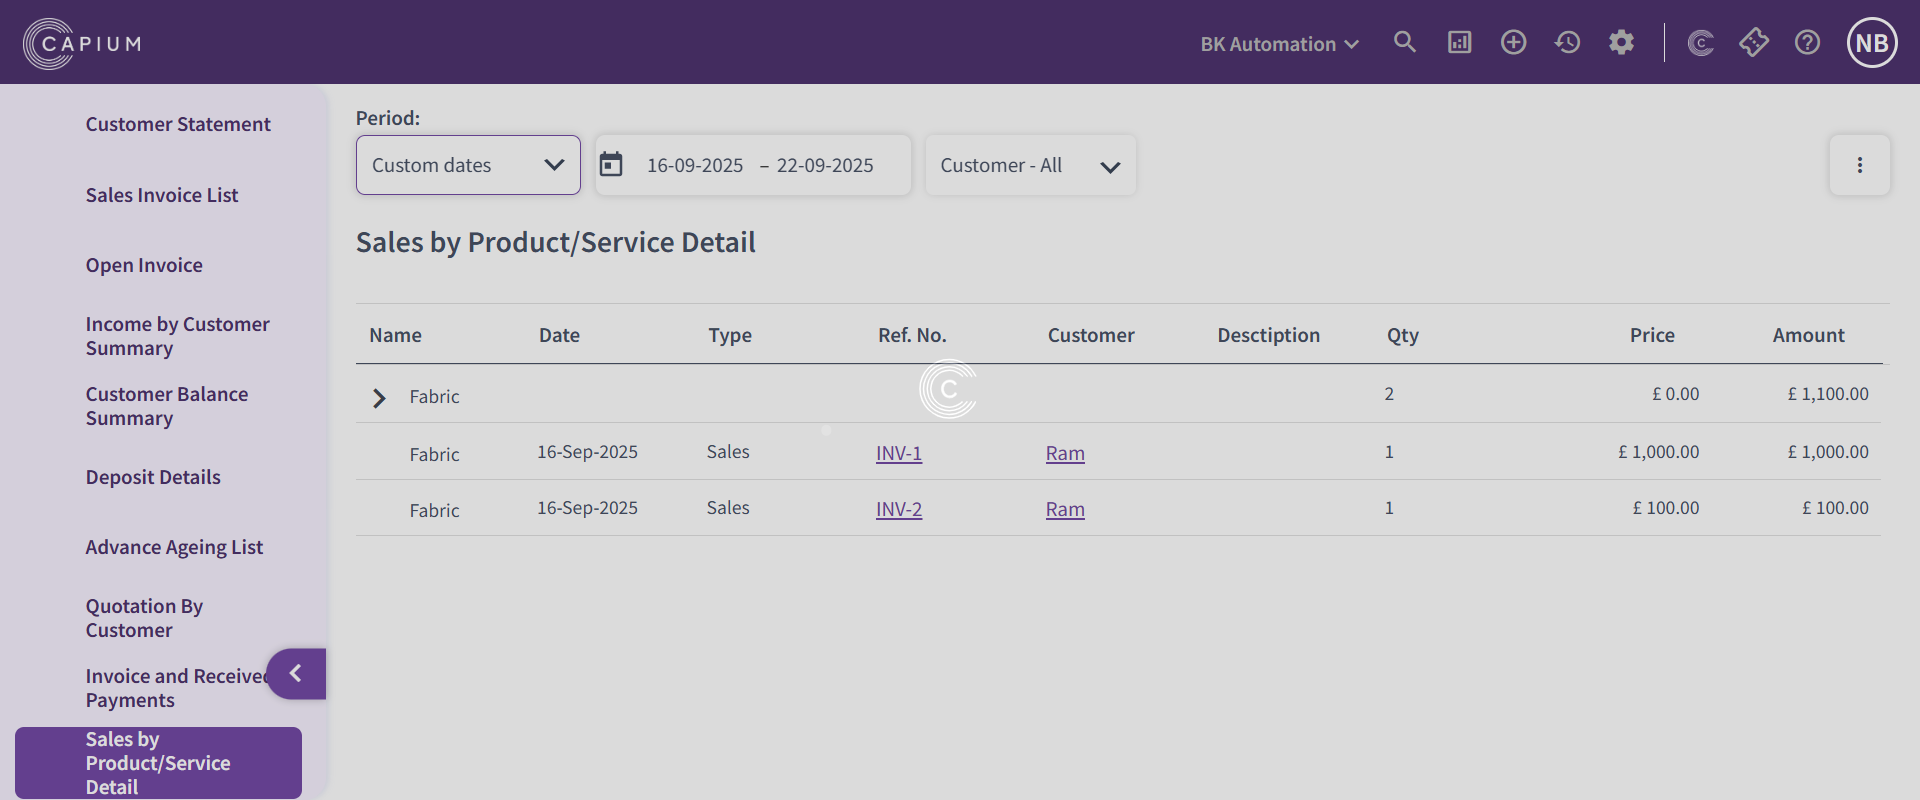 CAPIUM
BK Automation
NB
Customer Statement
Sales Invoice List
Open Invoice
Income by Customer
Summary
Customer Balance
Summary
Deposit Details
Advance Ageing List
Quotation By
Customer
Invoice and Received
Payments
Sales by
Product/Service
Detail
Period:
Custom dates
16-09-2025 – 22-09-2025
Customer - All
Sales by Product/Service Detail
Name Date Type Ref. No. Customer Desctiption Qty Price Amount
Fabric 2 £ 0.00 £ 1,100.00
Fabric 16-Sep-2025 Sales INV-1 Ram 1 £ 1,000.00 £ 1,000.00
Fabric 16-Sep-2025 Sales INV-2 Ram 1 £ 100.00 £ 100.00